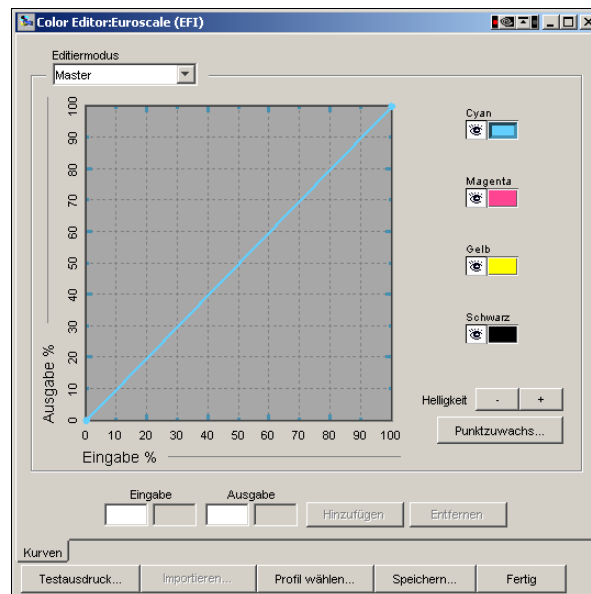 Color Editor:Euroscale (EFI)
Editiermodus
Master
Ausgabe %
100
90
80
70
60
50
40
30
20
10
0
0 10 20 30 40 50 60 70 80 90 100
Eingabe %
Cyan
Magenta
Gelb
Schwarz
Helligkeit - +
Punktzuwachs...
Eingabe Ausgabe
Hinzufügen Entfernen
Kurven
Testausdruck... Importieren... Profil wählen... Speichern... Fertig